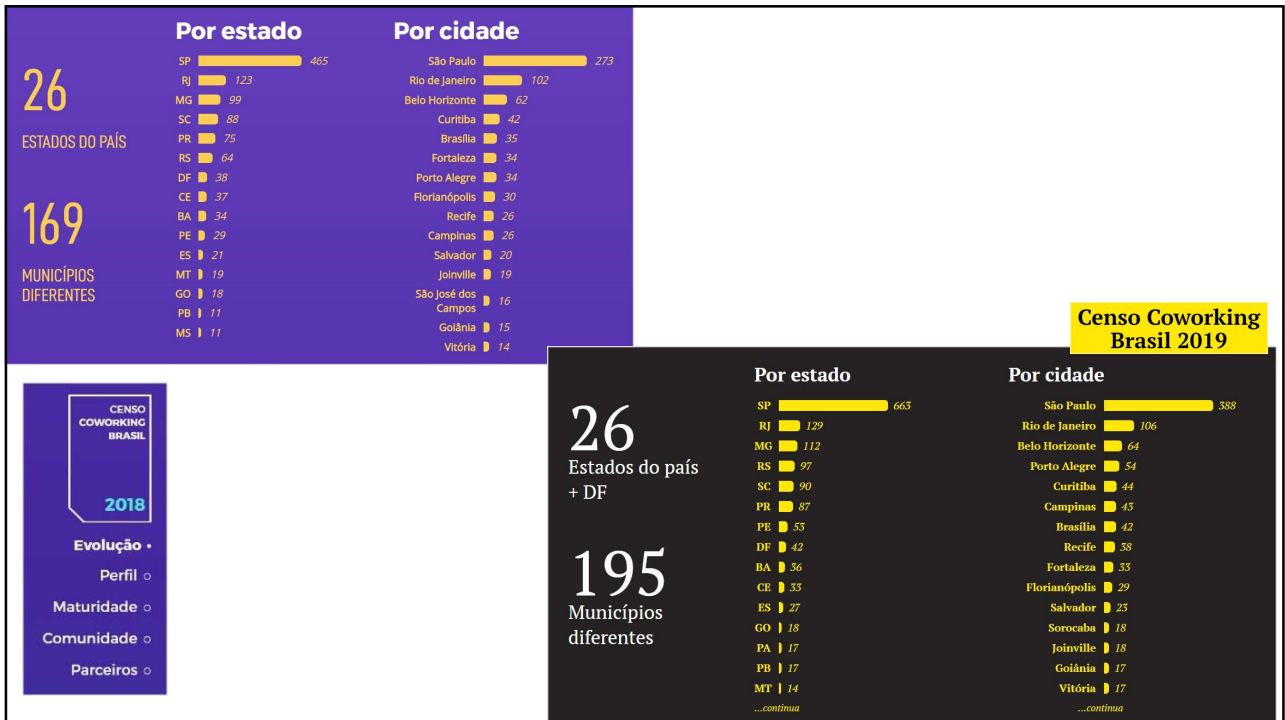 Por estado
SP 465
RJ 123
MG 99
SC 88
PR 75
RS 64
DF 38
CE 37
BA 34
PE 29
ES 21
MT 19
GO 18
PB 11
MS 11
Por cidade
São Paulo 273
Rio de Janeiro 102
Belo Horizonte 62
Curitiba 42
Brasília 35
Fortaleza 34
Porto Alegre 34
Florianópolis 30
Recife 26
Campinas 26
Salvador 20
Joinville 19
São José dos
Campos 16
Goiânia 15
Vitória 14
26
ESTADOS DO PAÍS
169
MUNICÍPIOS
DIFERENTES
CENSO
COWORKING
BRASIL
2018
Evolução
Perfil
Maturidade
Comunidade
Parceiros
Censo Coworking
Brasil 2019
26
Estados do país
+ DF
195
Municípios
diferentes
Por estado
SP 663
RJ 129
MG 112
RS 97
SC 90
PR 87
PE 53
DF 42
BA 36
CE 33
ES 27
GO 18
PA 17
PB 17
MT 14
...continua
Por cidade
São Paulo 388
Rio de Janeiro 106
Belo Horizonte 64
Porto Alegre 54
Curitiba 44
Campinas 43
Brasília 42
Recife 38
Fortaleza 33
Florianópolis 29
Salvador 23
Sorocaba 18
Joinville 18
Goiânia 17
Vitória 17
...continua